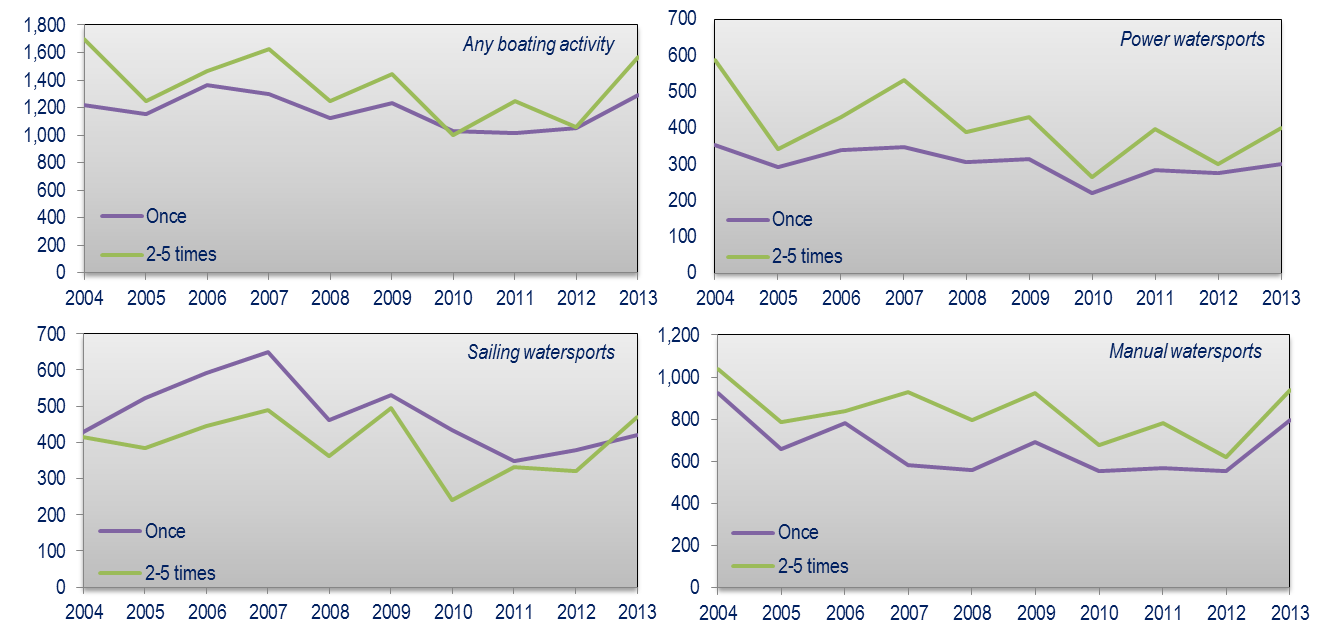 Any boating activity
1,800
1,600
1,400
1,200
1,000
800
600
400
200
0
Once
2-5 times
2004 2005 2006 2007 2008 2009 2010 2011 2012 2013
Power watersports
700
600
500
400
300
200
100
0
Once
2-5 times
2004 2005 2006 2007 2008 2009 2010 2011 2012 2013
Sailing watersports
700
600
500
400
300
200
100
0
Once
2-5 times
2004 2005 2006 2007 2008 2009 2010 2011 2012 2013
Manual watersports
1,200
1,000
800
600
400
200
0
Once
2-5 times
2004 2005 2006 2007 2008 2009 2010 2011 2012 2013